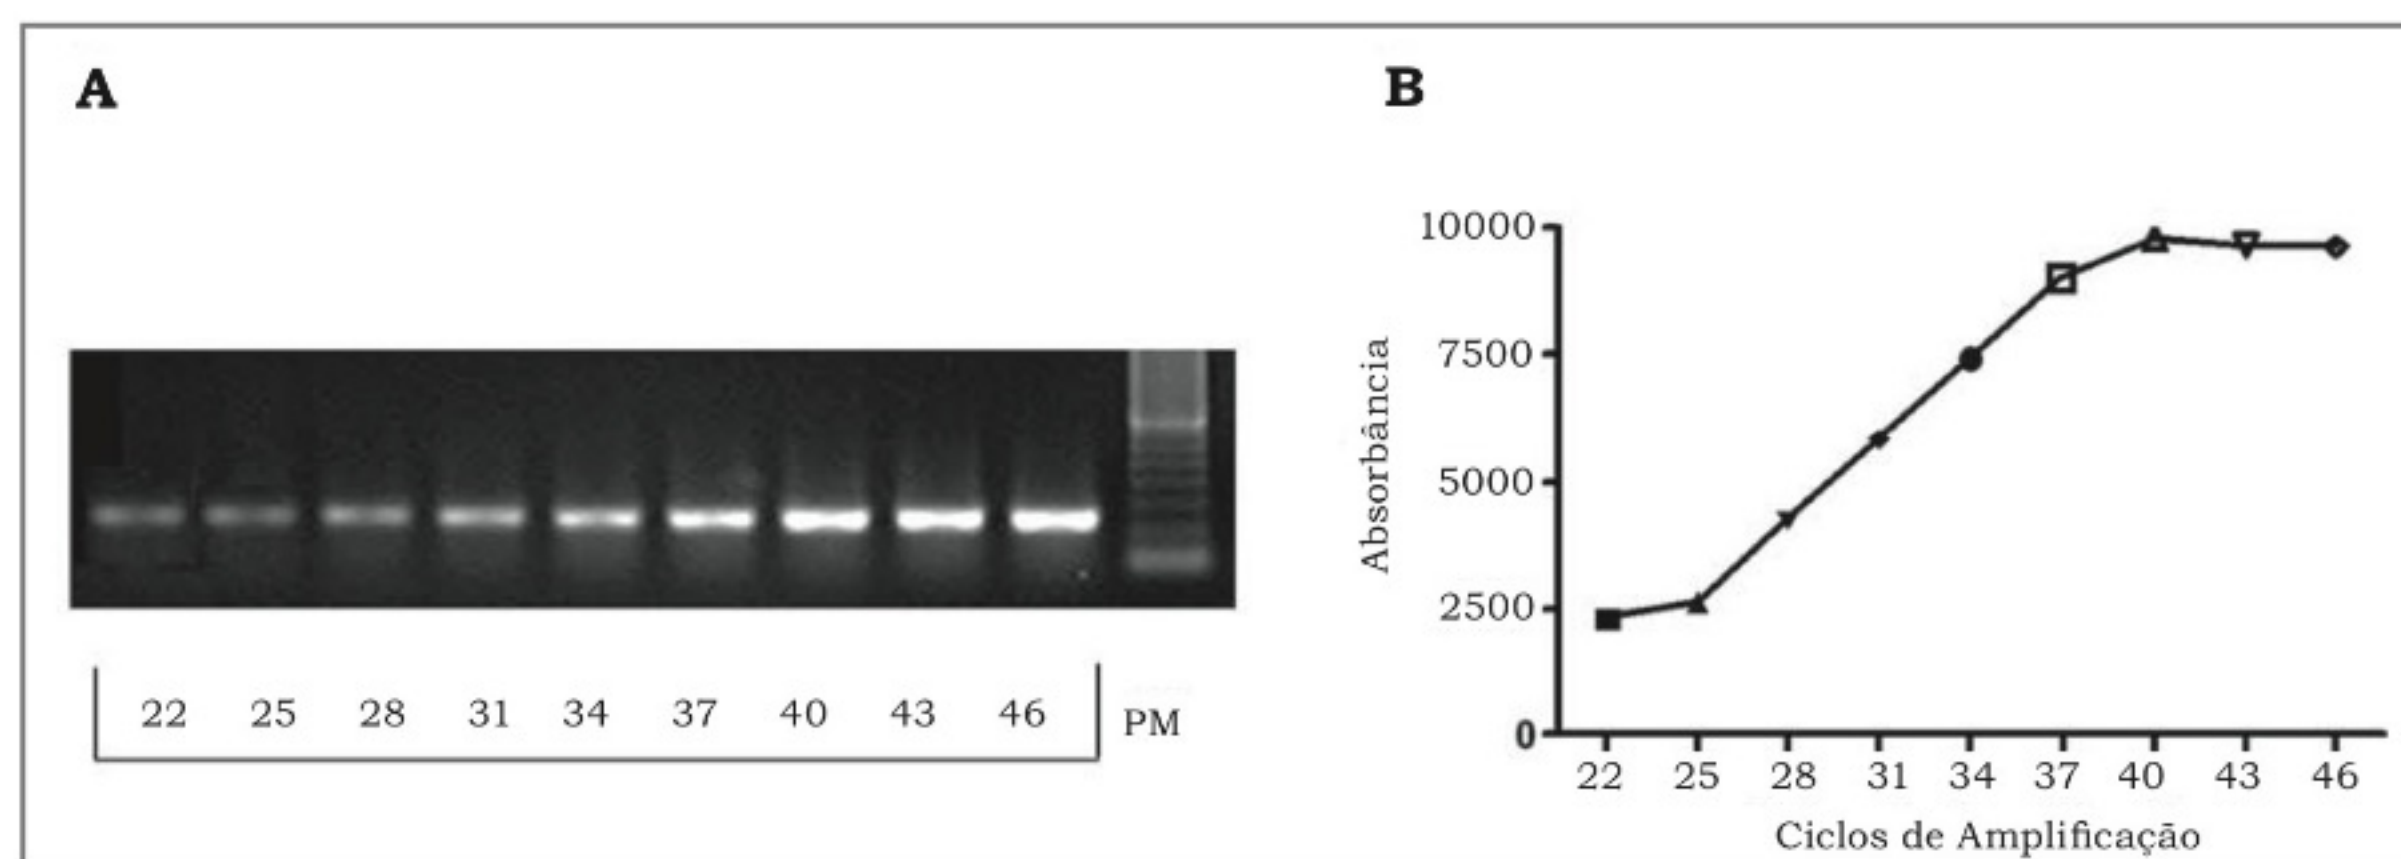 A
B
22 25 28 31 34 37 40 43 46 PM
Absorbância
10000
7500
5000
2500
0
22 25 28 31 34 37 40 43 46
Ciclos de Amplificação